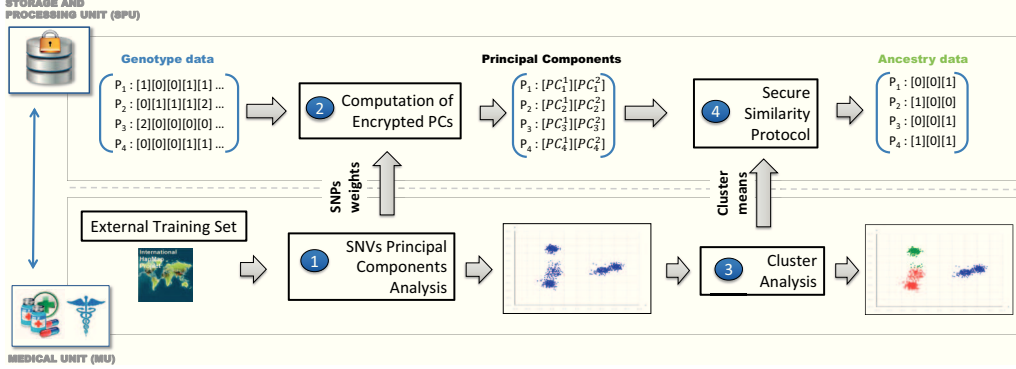 STORAGE AND
PROCESSING UNIT (SPU)
Genotype data
P1 : [1][0][0][1][1] ...
P2 : [0][1][1][1][2] ...
P3 : [2][0][0][0][0] ...
P4 : [0][0][0][1][1] ...
2 Computation of
Encrypted PCs
Principal Components
P1 : [PC₁¹][PC₁²]
P2 : [PC₂¹][PC₂²]
P3 : [PC₃¹][PC₃²]
P4 : [PC₄¹][PC₄²]
4 Secure
Similarity
Protocol
Ancestry data
P1 : [0][0][1]
P2 : [1][0][0]
P3 : [0][0][1]
P4 : [1][0][1]
SNPs
weights
Cluster
means
External Training Set
International
HapMap
Project
1 SNVs Principal
Components
Analysis
3 Cluster
Analysis
MEDICAL UNIT (MU)